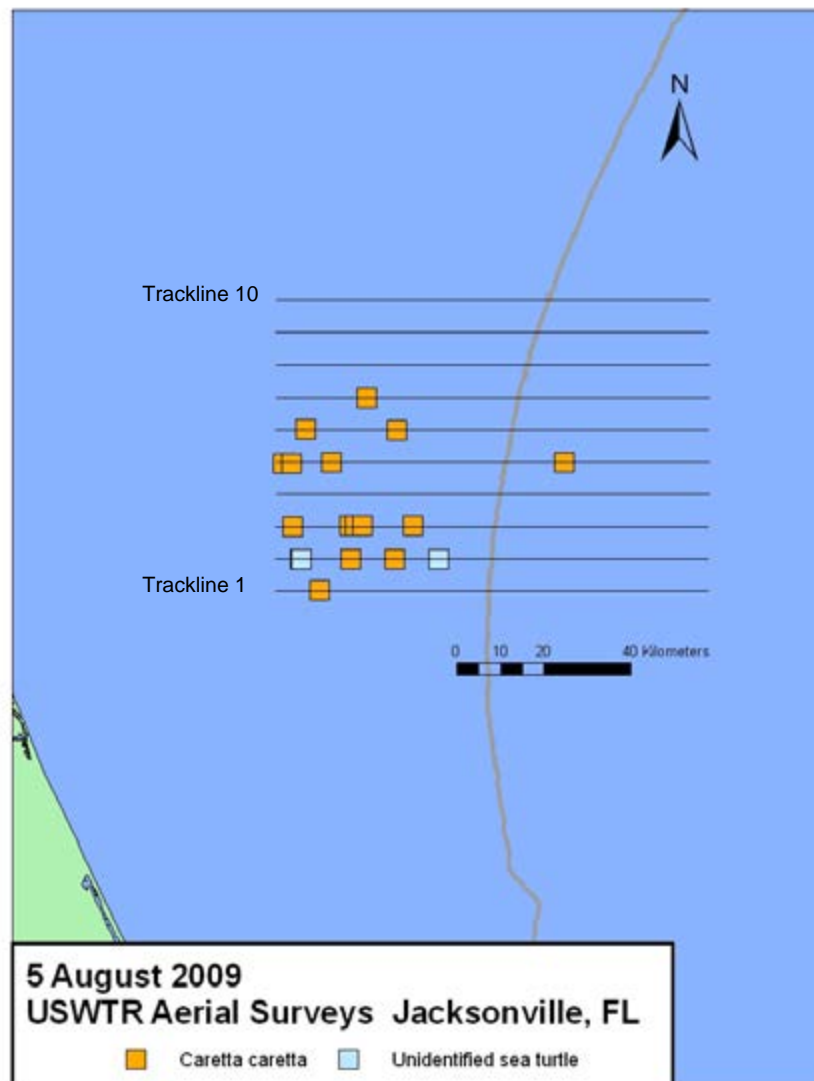 N
Trackline 10
Trackline 1
0 10 20 40 Kilometers
5 August 2009
USWTR Aerial Surveys Jacksonville, FL
Caretta caretta Unidentified sea turtle